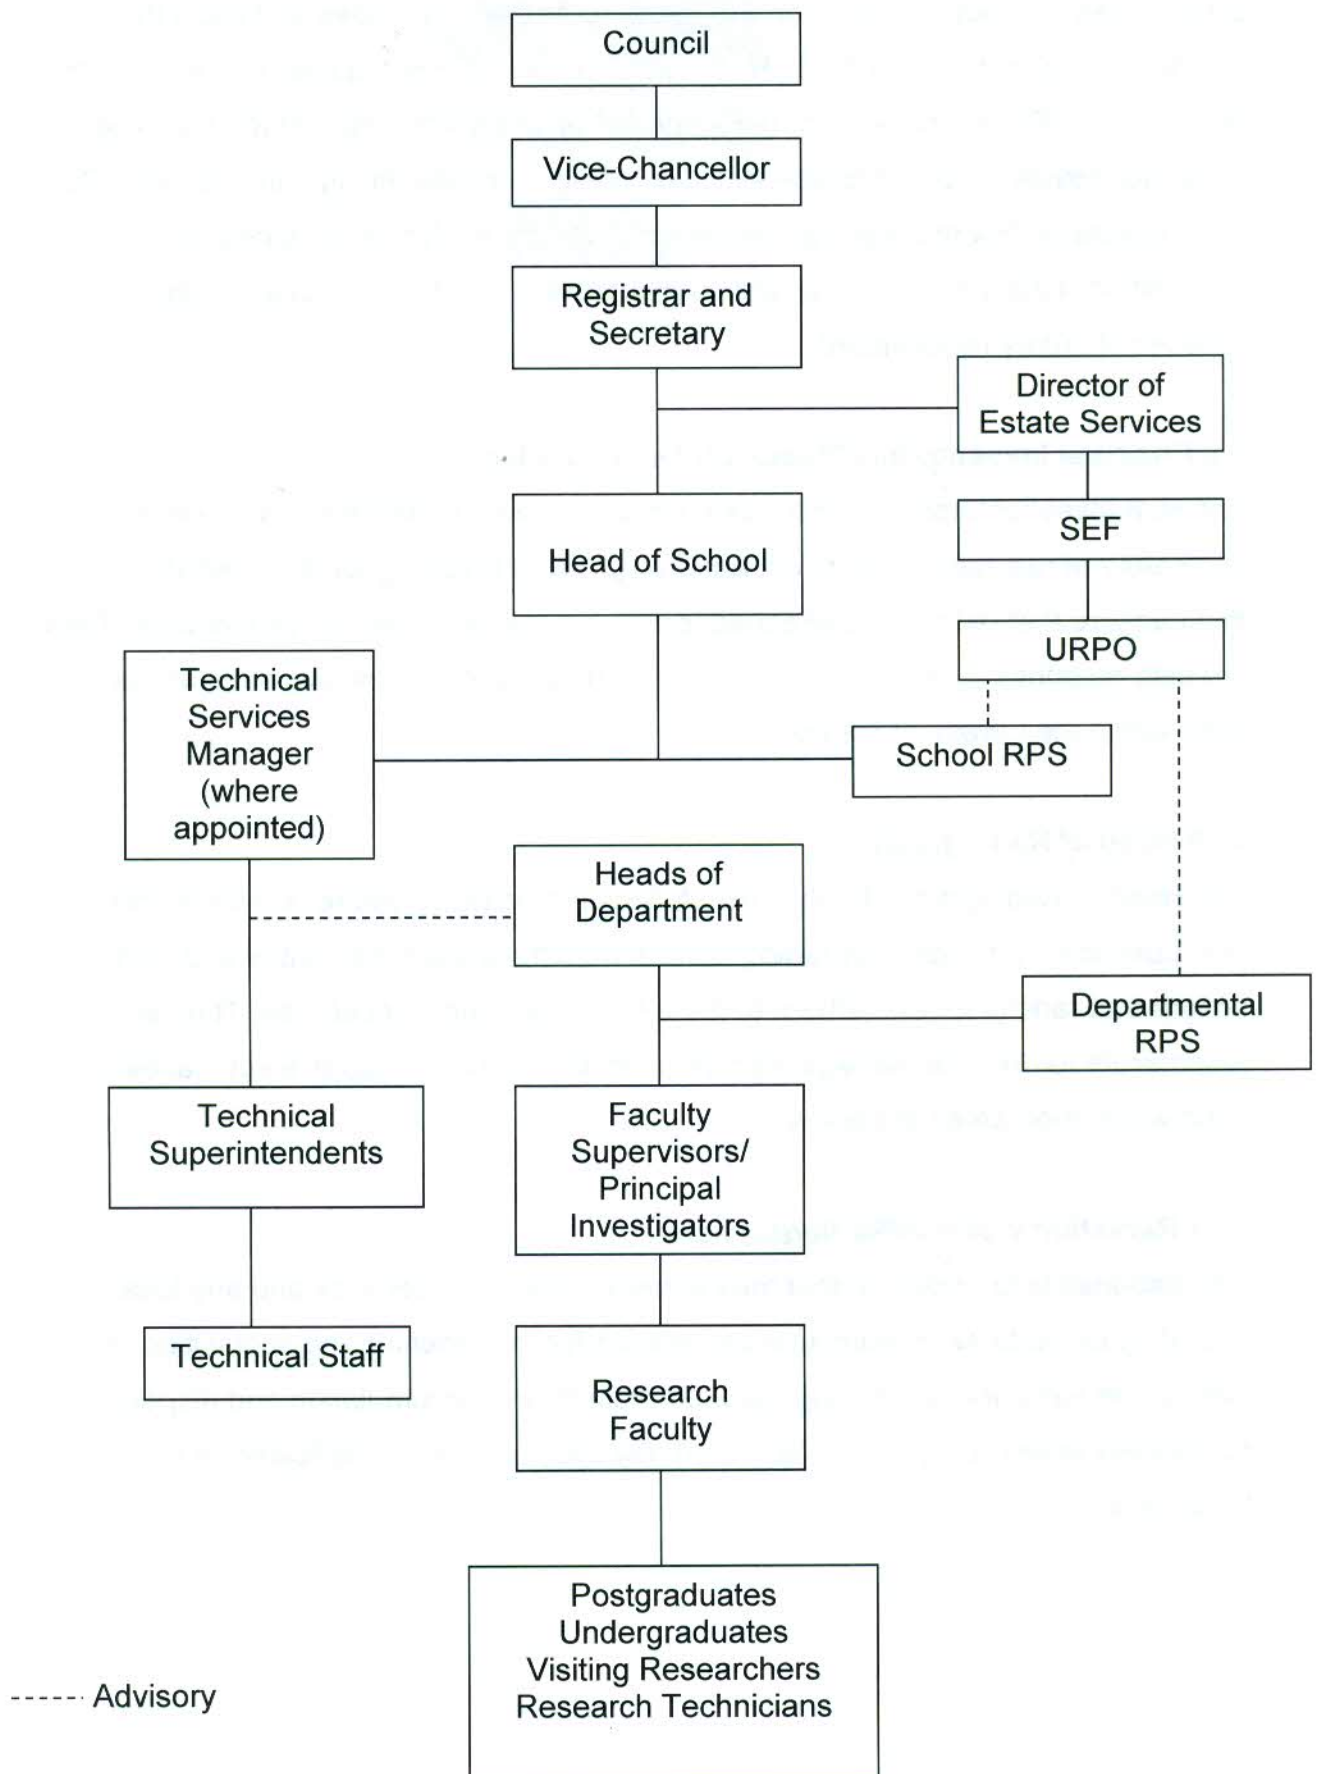 Council
Vice-Chancellor
Registrar and
Secretary
Director of
Estate Services
SEF
Head of School
URPO
Technical
Services
Manager
(where
appointed)
School RPS
Heads of
Department
Departmental
RPS
Technical
Superintendents
Faculty
Supervisors/
Principal
Investigators
Technical Staff
Research
Faculty
Postgraduates
Undergraduates
Visiting Researchers
Research Technicians
Advisory